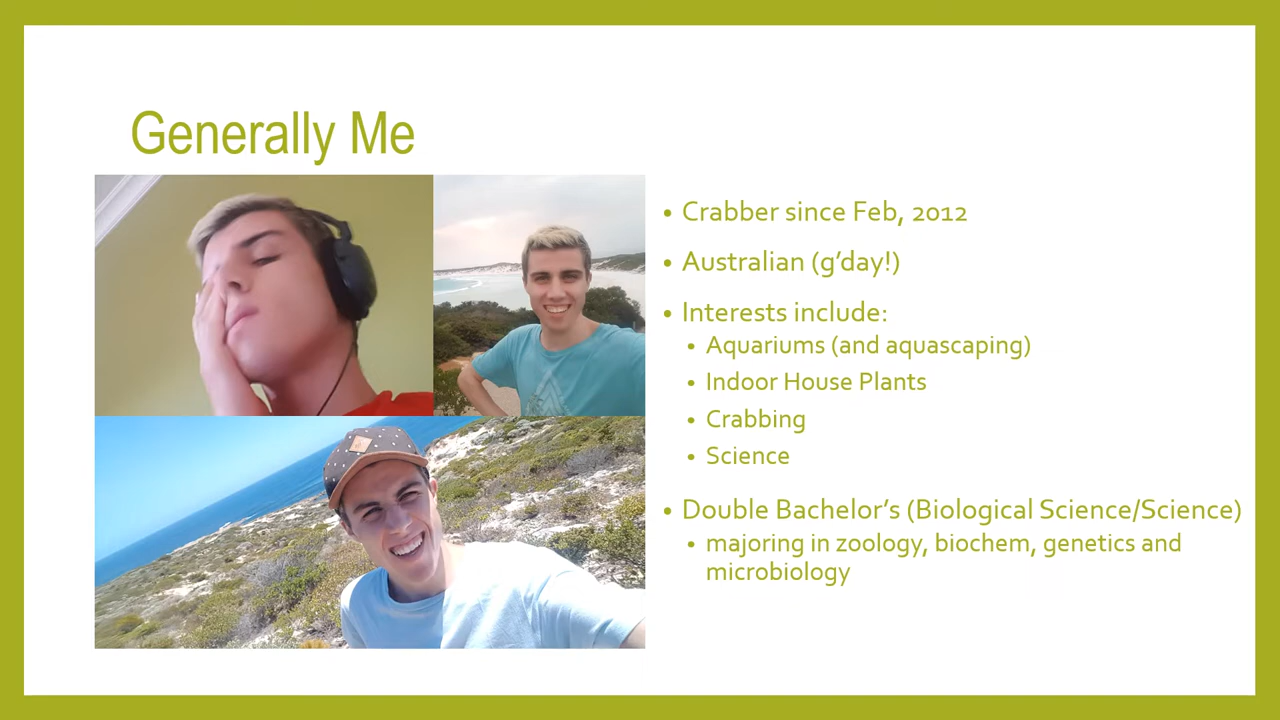 Generally Me
• Crabber since Feb, 2012
• Australian (g’day!)
• Interests include:
• Aquariums (and aquascaping)
• Indoor House Plants
• Crabbing
• Science
• Double Bachelor’s (Biological Science/Science)
• majoring in zoology, biochem, genetics and
microbiology